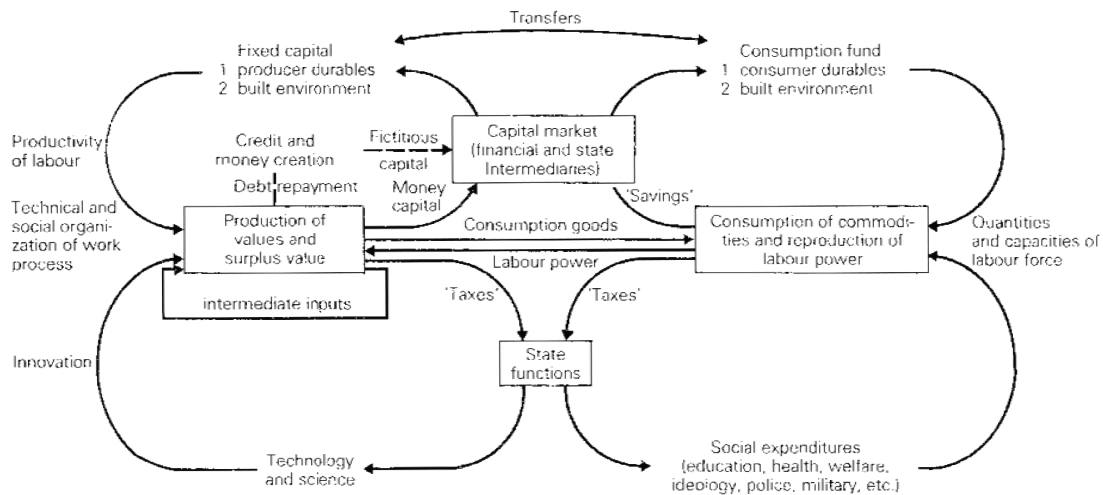 Transfers
Fixed capital
1 producer durables
2 built environment
Consumption fund
1 consumer durables
2 built environment
Productivity
of labour
Credit and
money creation
Debt repayment
Fictitious
capital
Money
capital
Capital market
(financial and state
Intermediaries)
'Savings'
Technical and
social organi-
zation of work
process
Production of
values and
surplus value
Consumption goods
Labour power
Consumption of commodi-
ties and reproduction of
labour power
Quantities
and capacities of
labour force
intermediate inputs
'Taxes'
'Taxes'
Innovation
State
functions
Technology
and science
Social expenditures
(education, health, welfare,
ideology, police, military, etc.)